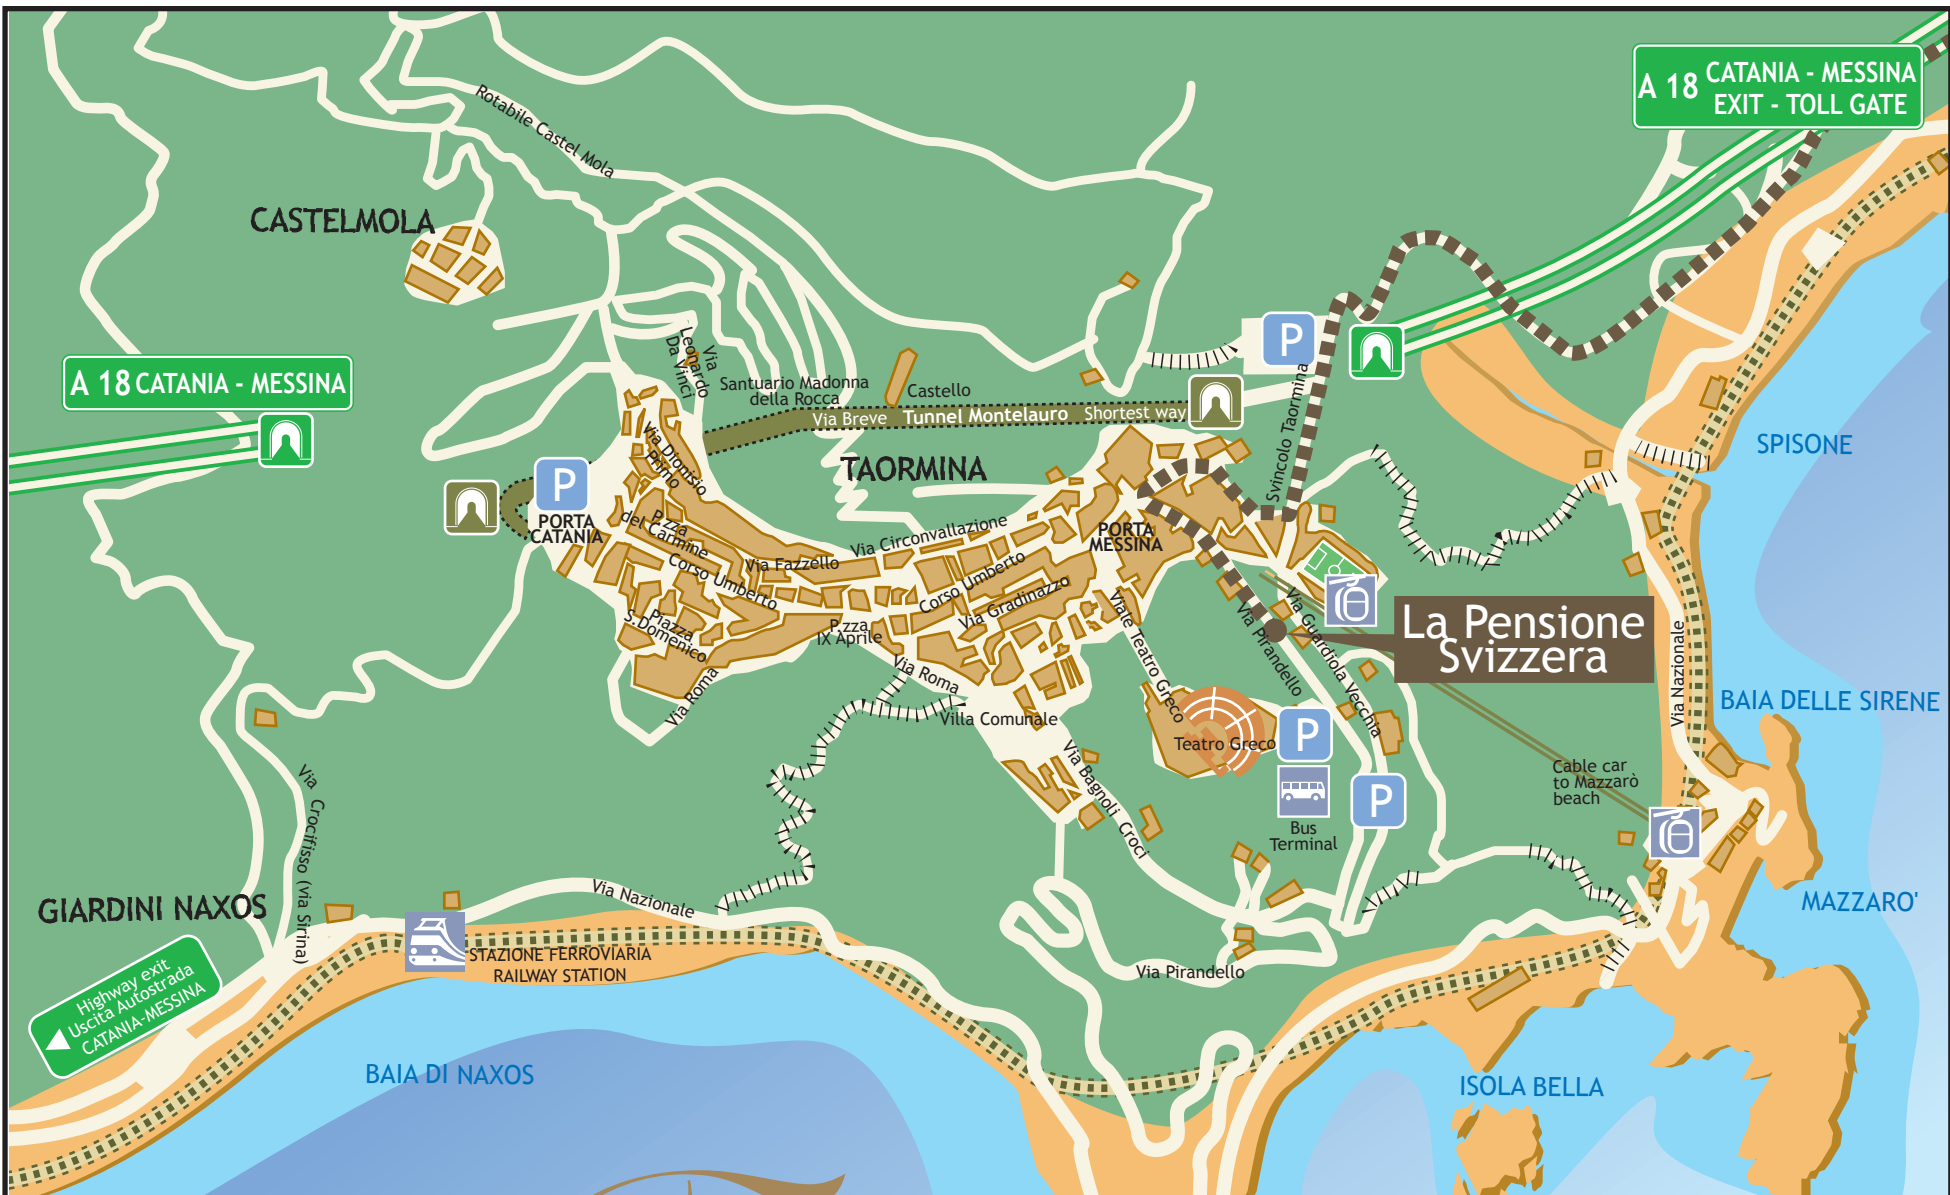 A 18 CATANIA - MESSINA
EXIT - TOLL GATE
Rotabile Castel Mola
CASTELMOLA
A 18 CATANIA - MESSINA
Via
Leonardo
Da Vinci
Santuario Madonna
della Rocca
Castello
Via Breve Tunnel Montelauro Shortest way
P
Svincolo Taormina
SPISONE
TAORMINA
P
PORTA
CATANIA
Via Dionisio
Primo
P.zza
del Carmine
Via Fazzello
Via Circonvallazione
PORTA
MESSINA
Corso Umberto
Corso Umberto
Via Gradinazzo
Piazza
S.Domenico
P.zza
IX Aprile
Via Roma
Via Roma
Villa Comunale
Viale Teatro Greco
Via Pirandello
Via Guardiola Vecchia
La Pensione
Svizzera
Via Nazionale
BAIA DELLE SIRENE
Teatro Greco
P
P
Bus
Terminal
Cable car
to Mazzarò
beach
Via Bagnoli Croci
Via Crocifisso (via Sirina)
GIARDINI NAXOS
Via Nazionale
MAZZARO'
STAZIONE FERROVIARIA
RAILWAY STATION
Via Pirandello
Highway exit
Uscita Autostrada
CATANIA-MESSINA
BAIA DI NAXOS
ISOLA BELLA